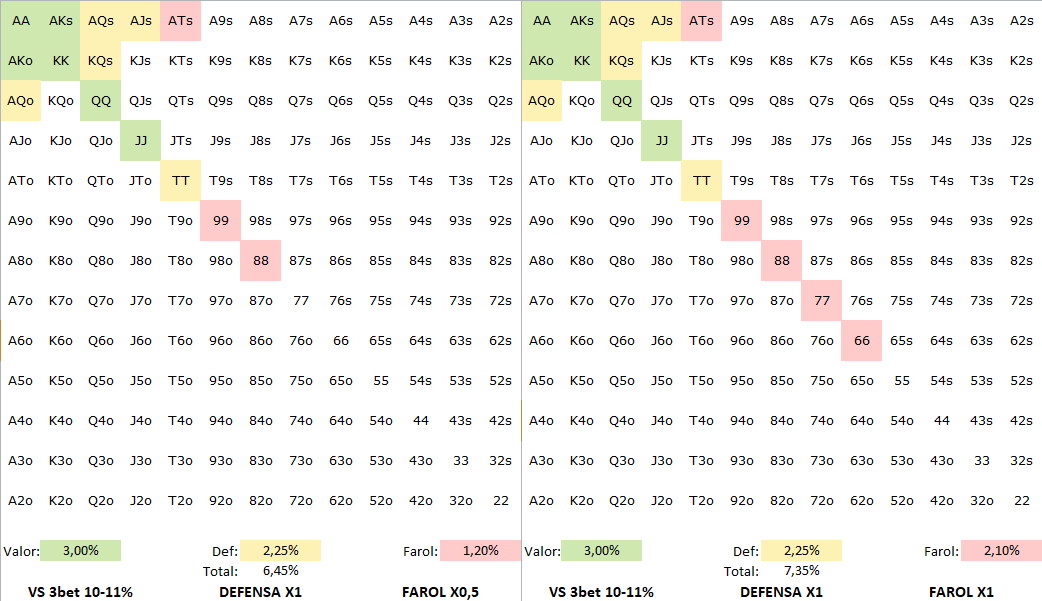 AA AKs AQs AJs ATs A9s A8s A7s A6s A5s A4s A3s A2s
AKo KK KQs KJs KTs K9s K8s K7s K6s K5s K4s K3s K2s
AQo KQo QQ QJs QTs Q9s Q8s Q7s Q6s Q5s Q4s Q3s Q2s
AJo KJo QJo JJ JTs J9s J8s J7s J6s J5s J4s J3s J2s
ATo KTo QTo JTo TT T9s T8s T7s T6s T5s T4s T3s T2s
A9o K9o Q9o J9o T9o 99 98s 97s 96s 95s 94s 93s 92s
A8o K8o Q8o J8o T8o 98o 88 87s 86s 85s 84s 83s 82s
A7o K7o Q7o J7o T7o 97o 87o 77 76s 75s 74s 73s 72s
A6o K6o Q6o J6o T6o 96o 86o 76o 66 65s 64s 63s 62s
A5o K5o Q5o J5o T5o 95o 85o 75o 65o 55 54s 53s 52s
A4o K4o Q4o J4o T4o 94o 84o 74o 64o 54o 44 43s 42s
A3o K3o Q3o J3o T3o 93o 83o 73o 63o 53o 43o 33 32s
A2o K2o Q2o J2o T2o 92o 82o 72o 62o 52o 42o 32o 22
Valor: 3,00% Def: 2,25% Farol: 1,20%
Total: 6,45%
VS 3bet 10-11% DEFENSA X1 FAROL X0,5
AA AKs AQs AJs ATs A9s A8s A7s A6s A5s A4s A3s A2s
AKo KK KQs KJs KTs K9s K8s K7s K6s K5s K4s K3s K2s
AQo KQo QQ QJs QTs Q9s Q8s Q7s Q6s Q5s Q4s Q3s Q2s
AJo KJo QJo JJ JTs J9s J8s J7s J6s J5s J4s J3s J2s
ATo KTo QTo JTo TT T9s T8s T7s T6s T5s T4s T3s T2s
A9o K9o Q9o J9o T9o 99 98s 97s 96s 95s 94s 93s 92s
A8o K8o Q8o J8o T8o 98o 88 87s 86s 85s 84s 83s 82s
A7o K7o Q7o J7o T7o 97o 87o 77 76s 75s 74s 73s 72s
A6o K6o Q6o J6o T6o 96o 86o 76o 66 65s 64s 63s 62s
A5o K5o Q5o J5o T5o 95o 85o 75o 65o 55 54s 53s 52s
A4o K4o Q4o J4o T4o 94o 84o 74o 64o 54o 44 43s 42s
A3o K3o Q3o J3o T3o 93o 83o 73o 63o 53o 43o 33 32s
A2o K2o Q2o J2o T2o 92o 82o 72o 62o 52o 42o 32o 22
Valor: 3,00% Def: 2,25% Farol: 2,10%
Total: 7,35%
VS 3bet 10-11% DEFENSA X1 FAROL X1